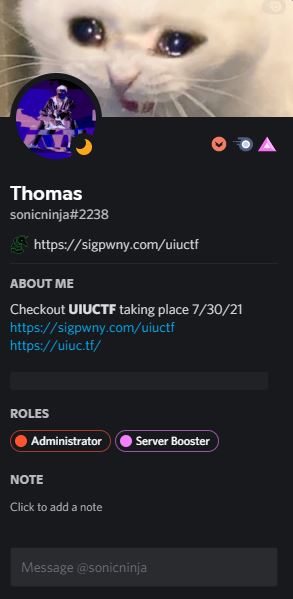 Thomas
sonicninja#2238
https://sigpwny.com/uiuctf
ABOUT ME
Checkout UIUCTF taking place 7/30/21
https://sigpwny.com/uiuctf
https://uiuc.tf/
ROLES
Administrator Server Booster
NOTE
Click to add a note
Message @sonicninja